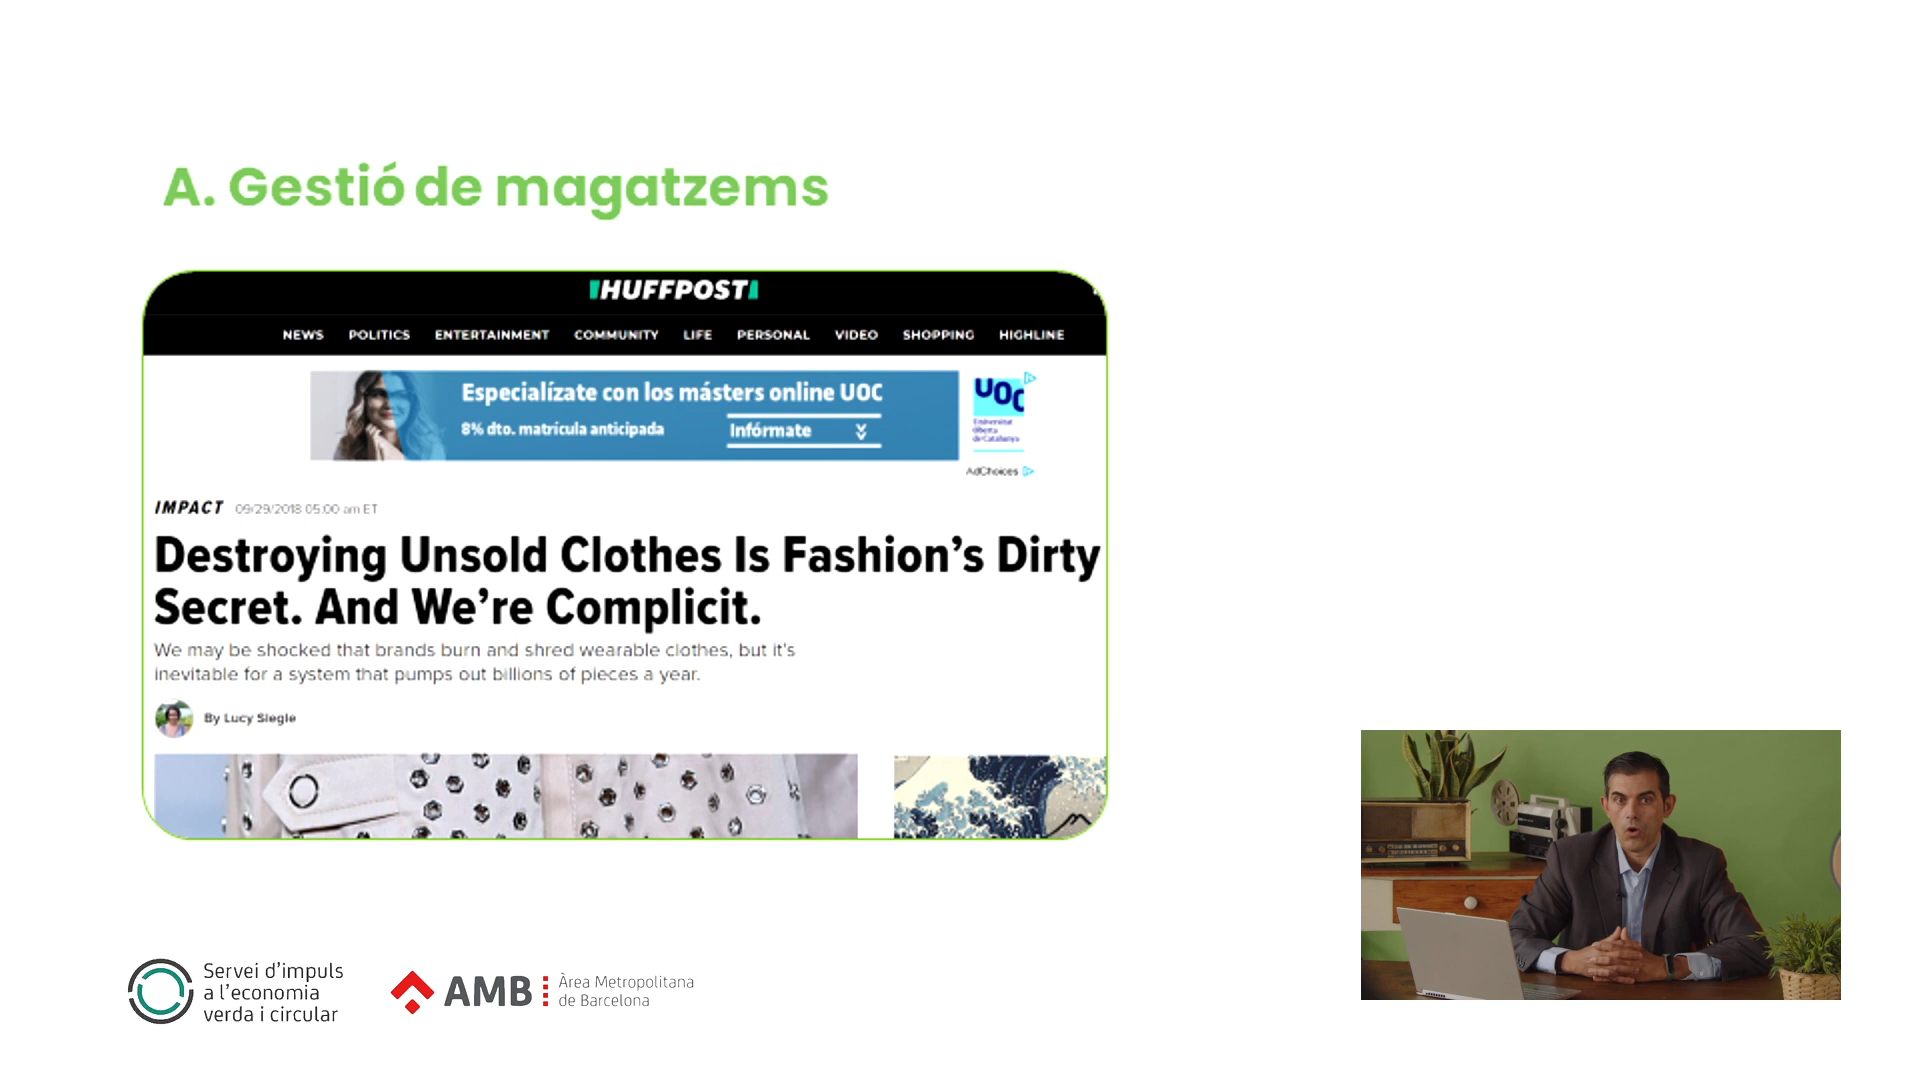 A. Gestió de magatzems
HUFFPOST
NEWS POLITICS ENTERTAINMENT COMMUNITY LIFE PERSONAL VIDEO SHOPPING HIGHLINE
Especialízate con los másters online UOC
8% dto. matrícula anticipada
Infórmate
UOC
Universitat
Oberta
de Catalunya
AdChoices
IMPACT 09/29/2018 05:00 am ET
Destroying Unsold Clothes Is Fashion's Dirty
Secret. And We're Complicit.
We may be shocked that brands burn and shred wearable clothes, but it's
inevitable for a system that pumps out billions of pieces a year.
By Lucy Siegle
Servei d'impuls
a l'economia
verda i circular
AMB
Àrea Metropolitana
de Barcelona